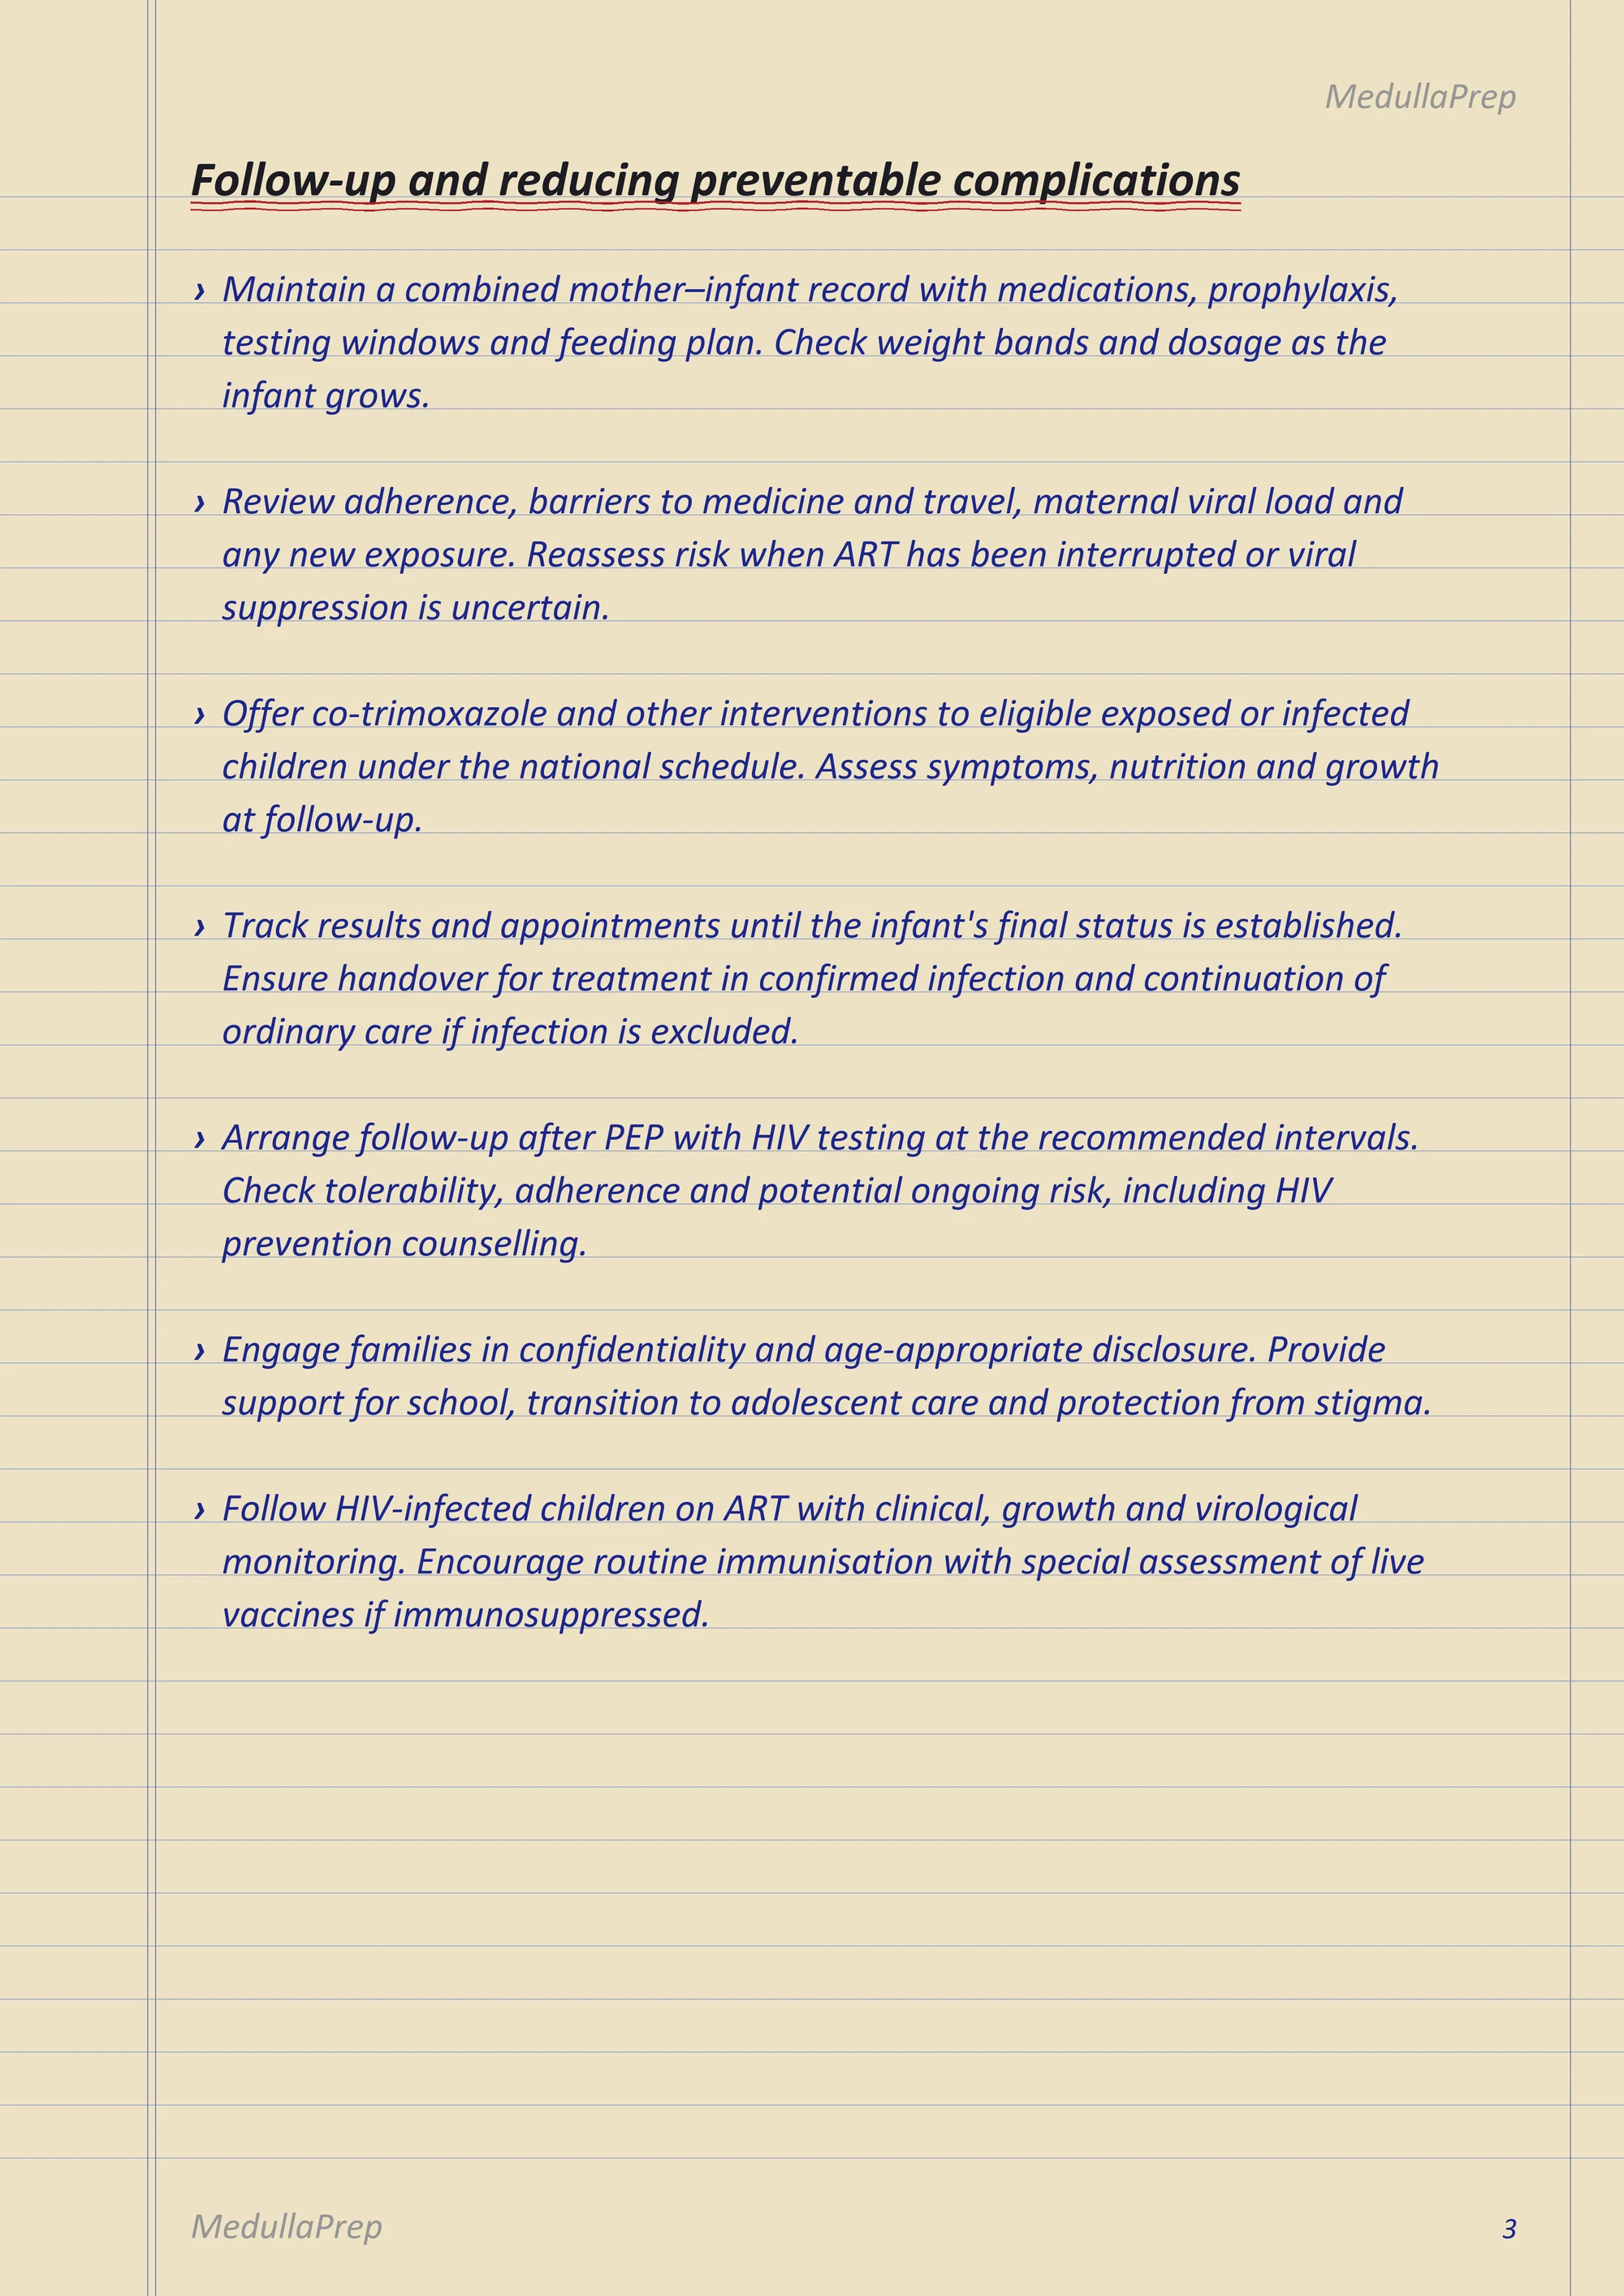 MedullaPrep
Follow-up and reducing preventable complications
› Maintain a combined mother–infant record with medications, prophylaxis,
testing windows and feeding plan. Check weight bands and dosage as the
infant grows.
› Review adherence, barriers to medicine and travel, maternal viral load and
any new exposure. Reassess risk when ART has been interrupted or viral
suppression is uncertain.
› Offer co-trimoxazole and other interventions to eligible exposed or infected
children under the national schedule. Assess symptoms, nutrition and growth
at follow-up.
› Track results and appointments until the infant's final status is established.
Ensure handover for treatment in confirmed infection and continuation of
ordinary care if infection is excluded.
› Arrange follow-up after PEP with HIV testing at the recommended intervals.
Check tolerability, adherence and potential ongoing risk, including HIV
prevention counselling.
› Engage families in confidentiality and age-appropriate disclosure. Provide
support for school, transition to adolescent care and protection from stigma.
› Follow HIV-infected children on ART with clinical, growth and virological
monitoring. Encourage routine immunisation with special assessment of live
vaccines if immunosuppressed.
MedullaPrep
3